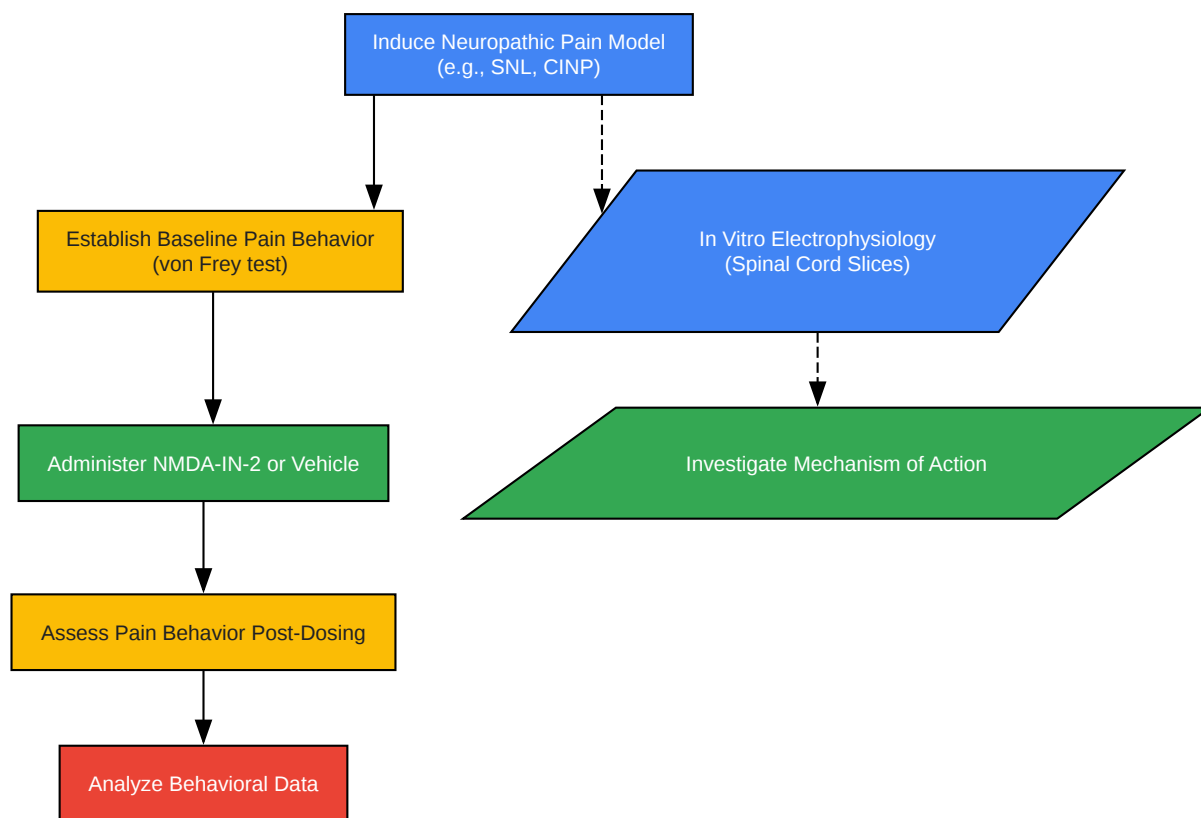 Induce Neuropathic Pain Model
(e.g., SNL, CINP)
Establish Baseline Pain Behavior
(von Frey test)
In Vitro Electrophysiology
(Spinal Cord Slices)
Administer NMDA-IN-2 or Vehicle
Investigate Mechanism of Action
Assess Pain Behavior Post-Dosing
Analyze Behavioral Data